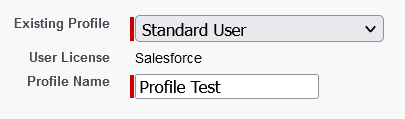 Existing Profile Standard User
User License Salesforce
Profile Name Profile Test